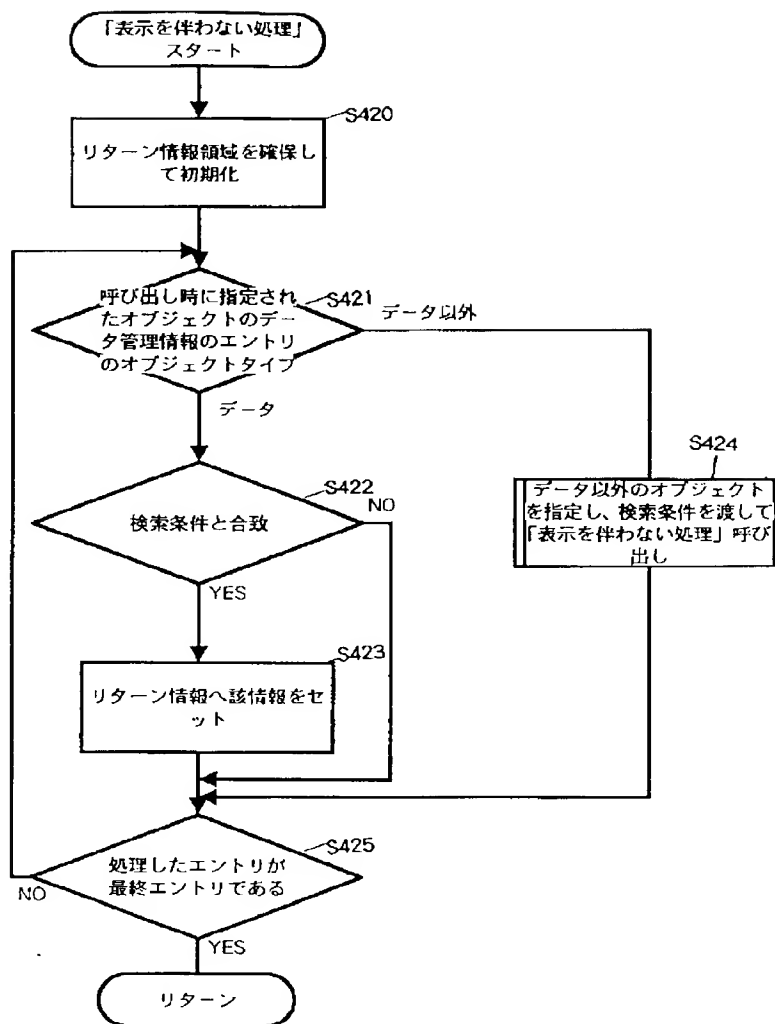 「表示を伴わない処理」
スタート
S420
リターン情報領域を確保し
て初期化
呼び出し時に指定され
たオブジェクトのデー
タ管理情報のエントリ
のオブジェクトタイプ
S421
データ以外
データ
S424
データ以外のオブジェクト
を指定し、検索条件を渡して
「表示を伴わない処理」呼び
出し
S422
検索条件と合致
NO
YES
S423
リターン情報へ該情報をセ
ット
S425
処理したエントリが
最終エントリである
NO
YES
リターン